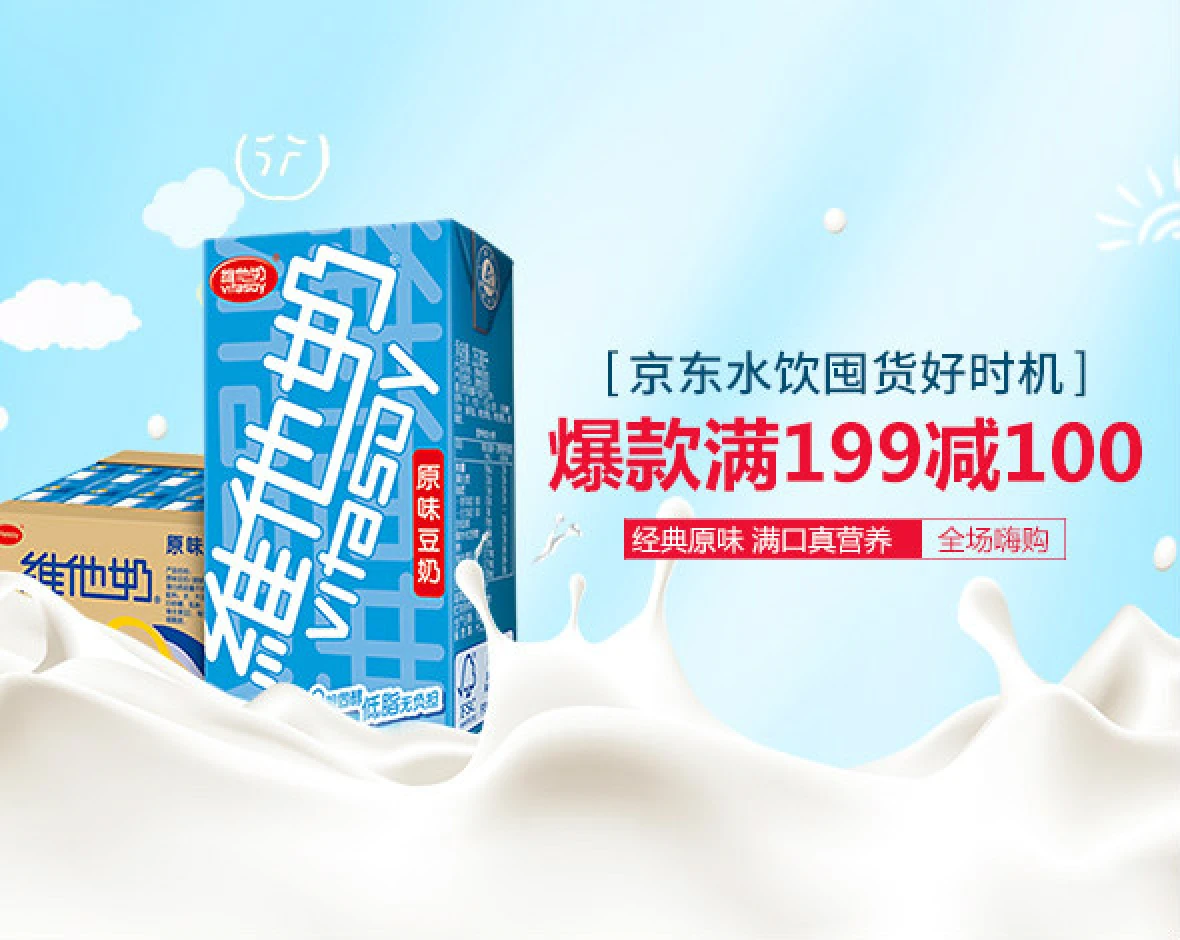 [京东水饮囤货好时机]
爆款满199减100
经典原味 满口真营养 全场嗨购
维他奶
vitasoy
维他奶
vitasoy
原味豆奶
低脂无负担
FSC
原味
维他奶